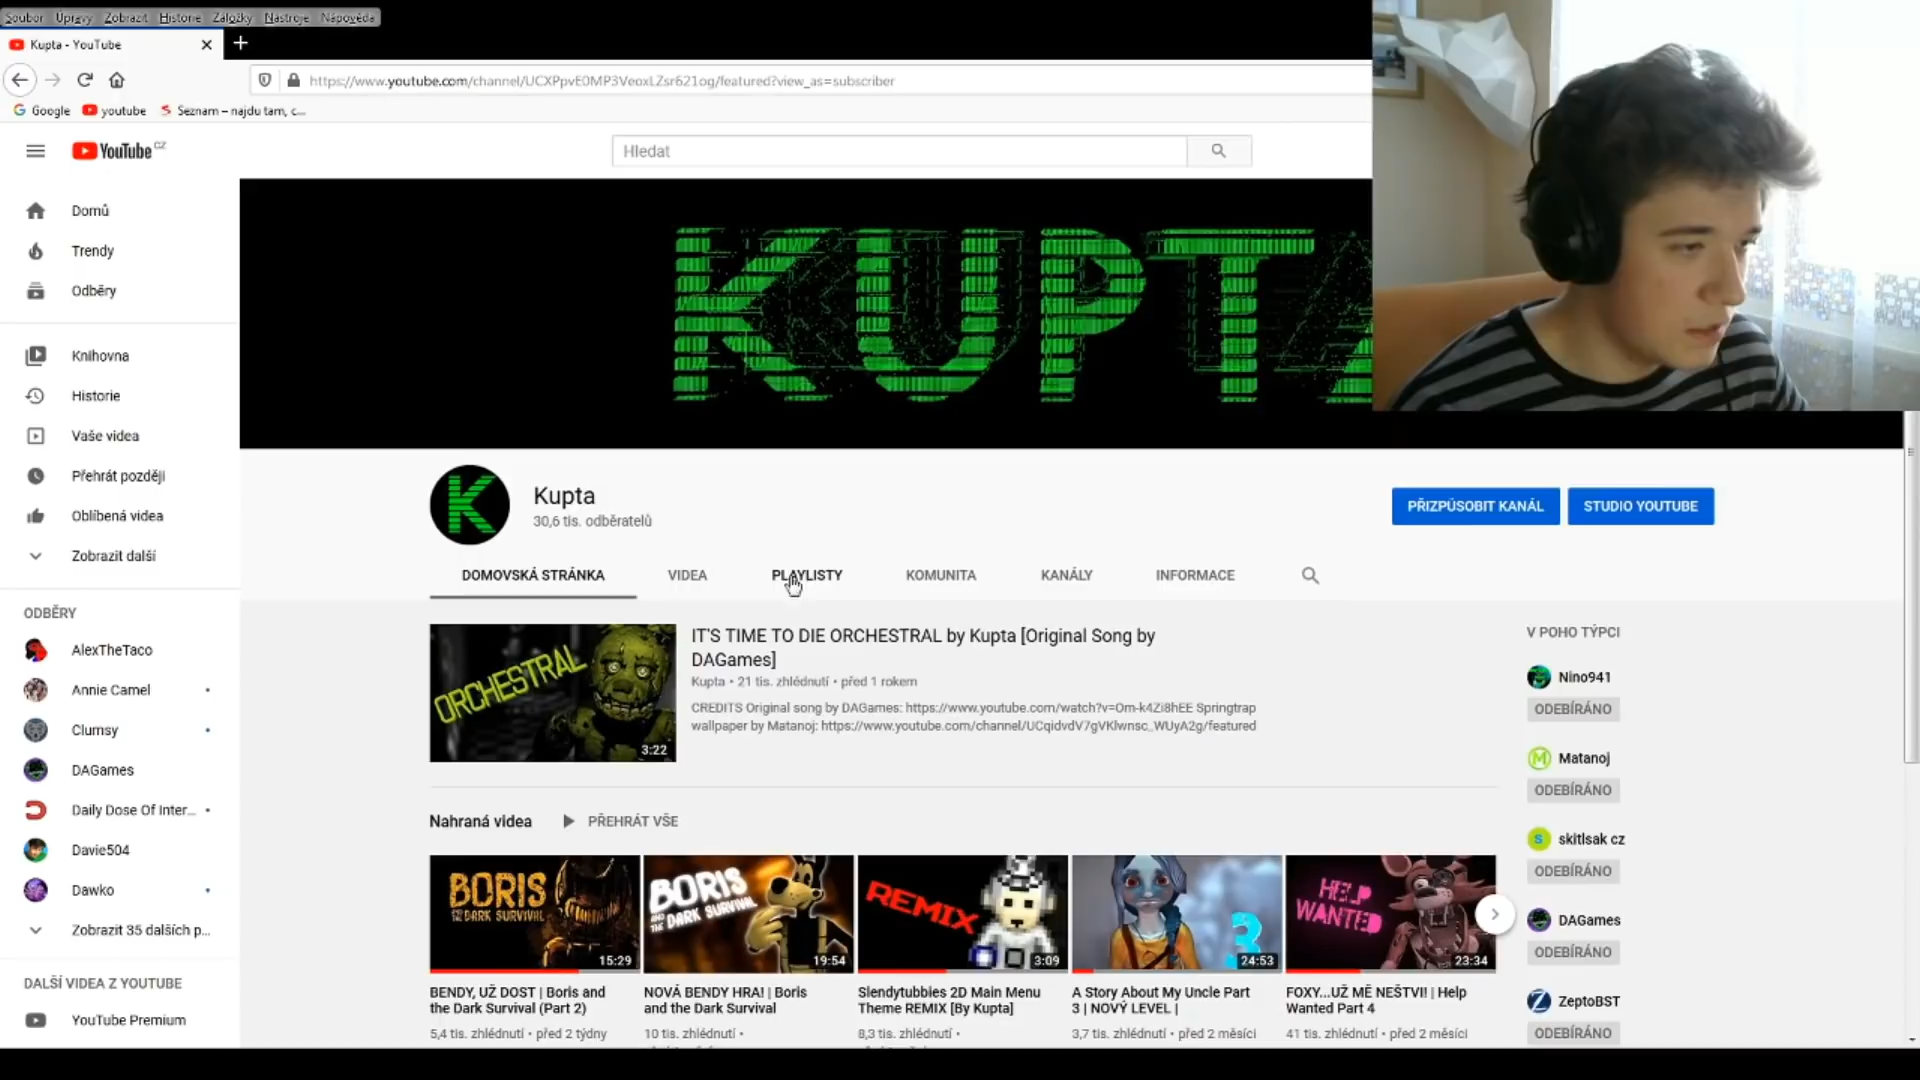 Soubor Úpravy Zobrazit Historie Záložky Nástroje Nápověda
Kupta - YouTube
https://www.youtube.com/channel/UCXPpvE0MP3VeoxLZsr621og/featured?view_as=subscriber
Google youtube Seznam – najdu tam, c...
YouTube CZ
Hledat
Domů
Trendy
Odběry
Knihovna
Historie
Vaše videa
Přehrát později
Oblíbená videa
Zobrazit další
ODBĚRY
AlexTheTaco
Annie Camel
Clumsy
DAGames
Daily Dose Of Inter...
Davie504
Dawko
Zobrazit 35 dalších p...
DALŠÍ VIDEA Z YOUTUBE
YouTube Premium
KUPTA
K
Kupta
30,6 tis. odběratelů
PŘIZPŮSOBIT KANÁL STUDIO YOUTUBE
DOMOVSKÁ STRÁNKA VIDEA PLAYLISTY KOMUNITA KANÁLY INFORMACE
ORCHESTRAL
3:22
IT'S TIME TO DIE ORCHESTRAL by Kupta [Original Song by
DAGames]
Kupta • 21 tis. zhlédnutí • před 1 rokem
CREDITS Original song by DAGames: https://www.youtube.com/watch?v=Om-k4Zi8hEE Springtrap
wallpaper by Matanoj: https://www.youtube.com/channel/UCqidvdV7gVKlwnsc_WUyA2g/featured
Nahraná videa PŘEHRÁT VŠE
BORIS
AND THE DARK SURVIVAL
15:29
BENDY, UŽ DOST | Boris and
the Dark Survival (Part 2)
5,4 tis. zhlédnutí • před 2 týdny
BORIS
AND THE DARK SURVIVAL
19:54
NOVÁ BENDY HRA! | Boris
and the Dark Survival
10 tis. zhlédnutí •
REMIX
3:09
Slendytubbies 2D Main Menu
Theme REMIX [By Kupta]
8,3 tis. zhlédnutí •
3
24:53
A Story About My Uncle Part
3 | NOVÝ LEVEL |
3,7 tis. zhlédnutí • před 2 měsíci
HELP
WANTED
23:34
FOXY...UŽ MĚ NEŠTVI! | Help
Wanted Part 4
41 tis. zhlédnutí • před 2 měsíci
V POHO TÝPCI
Nino941
ODEBÍRÁNO
Matanoj
ODEBÍRÁNO
skitlsak cz
ODEBÍRÁNO
DAGames
ODEBÍRÁNO
ZeptoBST
ODEBÍRÁNO